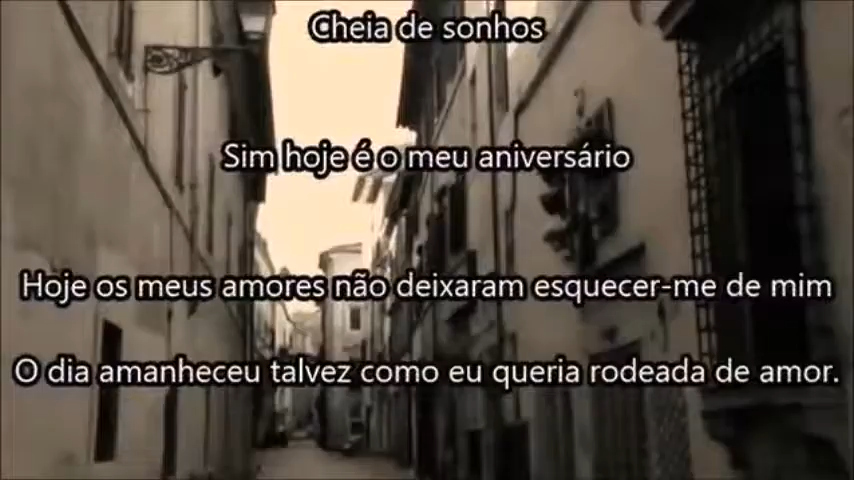 Cheia de sonhos
Sim hoje é o meu aniversário
Hoje os meus amores não deixaram esquecer-me de mim
O dia amanheceu talvez como eu queria rodeada de amor.